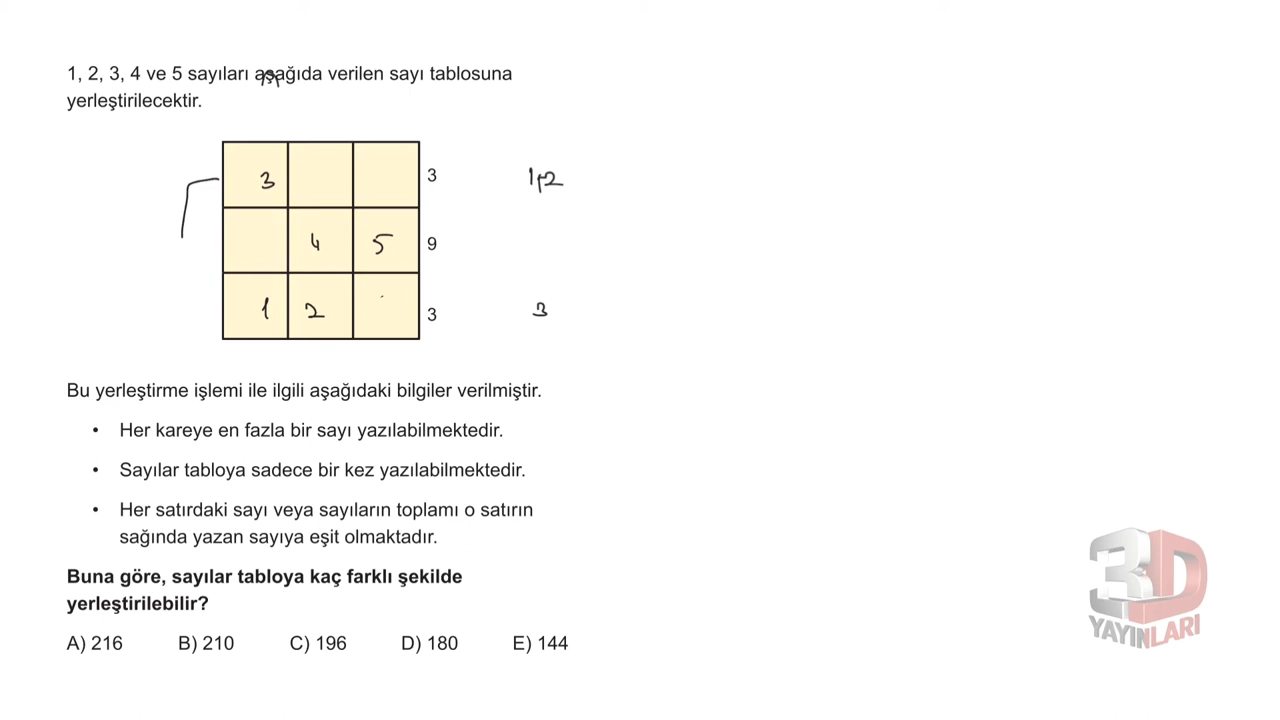 1, 2, 3, 4 ve 5 sayıları aşağıda verilen sayı tablosuna
yerleştirilecektir.
3 3 1,2
4 5 9
1 2 3 3
Bu yerleştirme işlemi ile ilgili aşağıdaki bilgiler verilmiştir.
• Her kareye en fazla bir sayı yazılabilmektedir.
• Sayılar tabloya sadece bir kez yazılabilmektedir.
• Her satırdaki sayı veya sayıların toplamı o satırın
sağında yazan sayıya eşit olmaktadır.
Buna göre, sayılar tabloya kaç farklı şekilde
yerleştirilebilir?
A) 216 B) 210 C) 196 D) 180 E) 144
3D
YAYINLARI